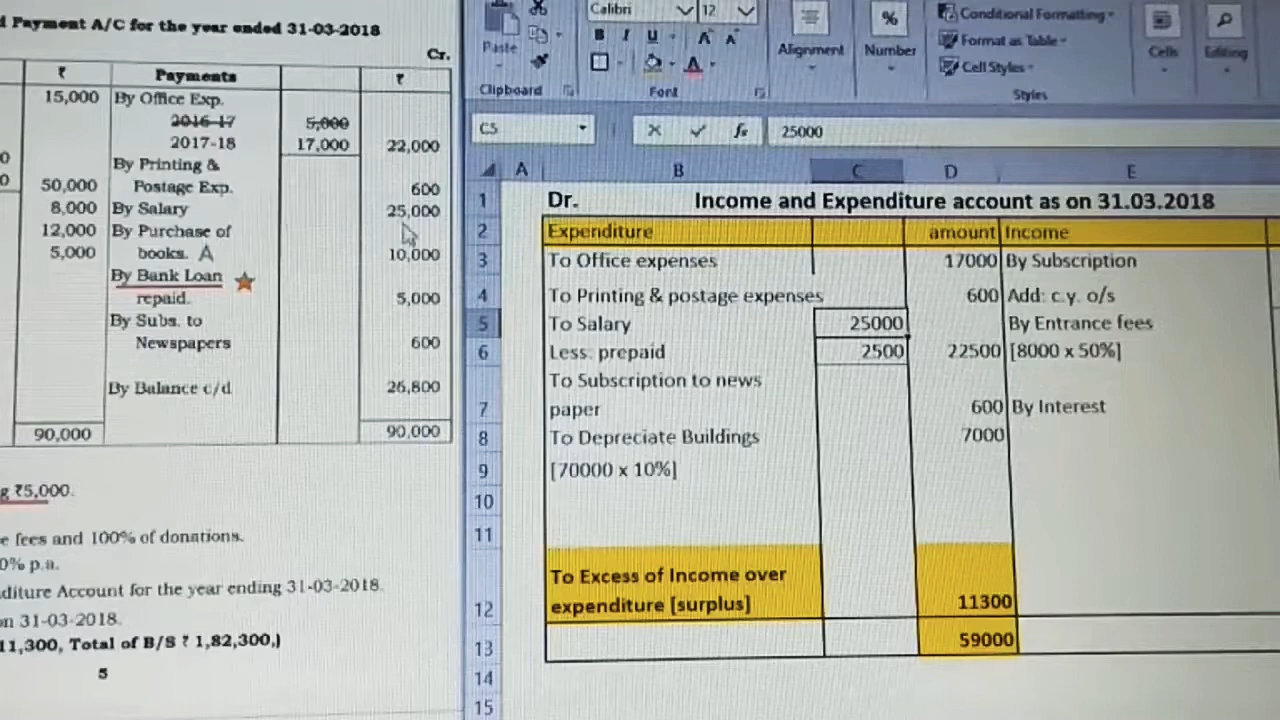 d Payment A/C for the year ended 31-03-2018
Cr.
₹ Payments ₹
15,000 By Office Exp.
2016-17 5,000
2017-18 17,000 22,000
0 By Printing &
0 50,000 Postage Exp. 600
8,000 By Salary 25,000
12,000 By Purchase of
5,000 books. A 10,000
By Bank Loan
repaid. 5,000
By Subs. to
Newspapers 600
By Balance c/d 26,800
90,000 90,000
g ₹5,000.
e fees and 100% of donations.
0% p.a.
diture Account for the year ending 31-03-2018.
on 31-03-2018.
11,300, Total of B/S ₹ 1,82,300,)
5
Paste
Clipboard
Calibri 12
B I U A A
A
Font
Alignment
%
Number
Conditional Formatting
Format as Table
Cell Styles
Styles
Cells
Editing
C5 fx 25000
A B C D E
1 Dr. Income and Expenditure account as on 31.03.2018
2 Expenditure amount Income
3 To Office expenses 17000 By Subscription
4 To Printing & postage expenses 600 Add: c.y. o/s
5 To Salary 25000 By Entrance fees
6 Less: prepaid 2500 22500 [8000 x 50%]
To Subscription to news
7 paper 600 By Interest
8 To Depreciate Buildings 7000
9 [70000 x 10%]
10
11
To Excess of Income over
12 expenditure [surplus] 11300
13 59000
14
15